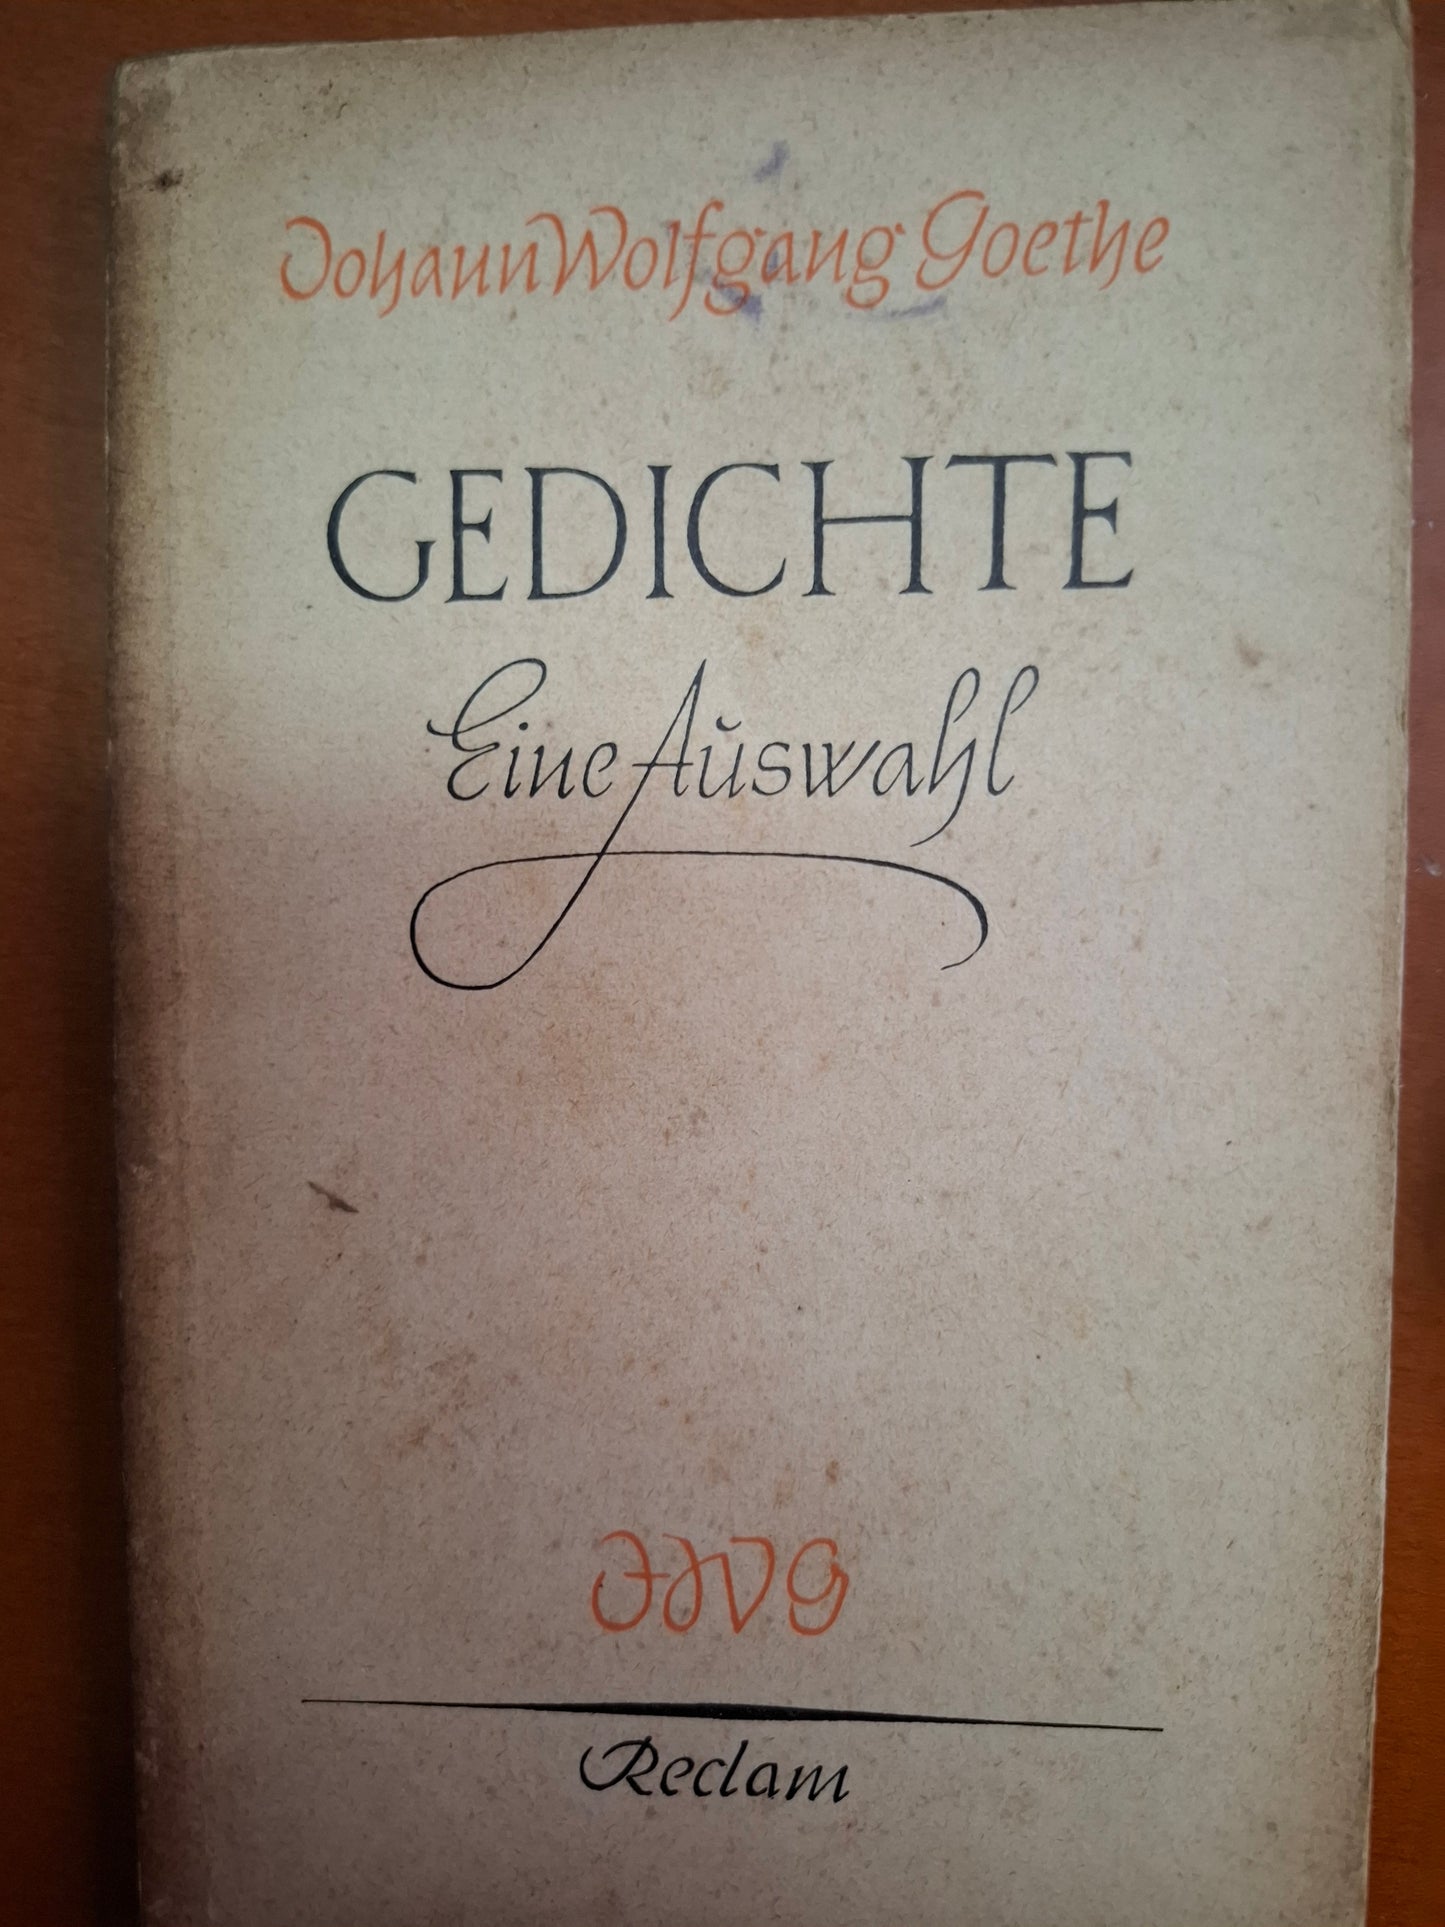 Johann Wolfgang Goethe
GEDICHTE
Eine Auswahl
JWG
Reclam